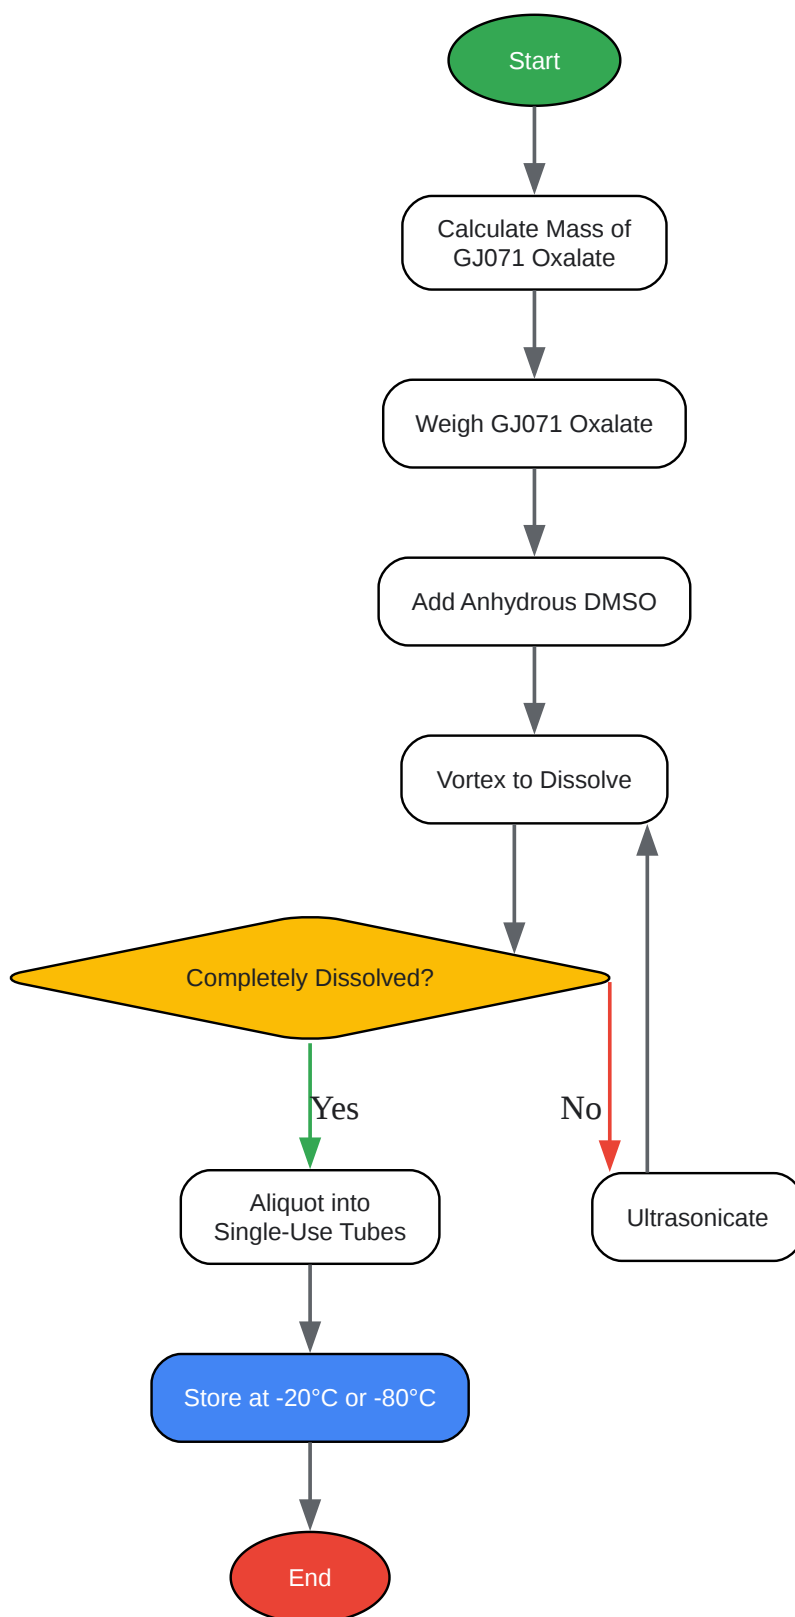 Start
Calculate Mass of
GJ071 Oxalate
Weigh GJ071 Oxalate
Add Anhydrous DMSO
Vortex to Dissolve
Completely Dissolved?
Yes
No
Aliquot into
Single-Use Tubes
Ultrasonicate
Store at -20°C or -80°C
End